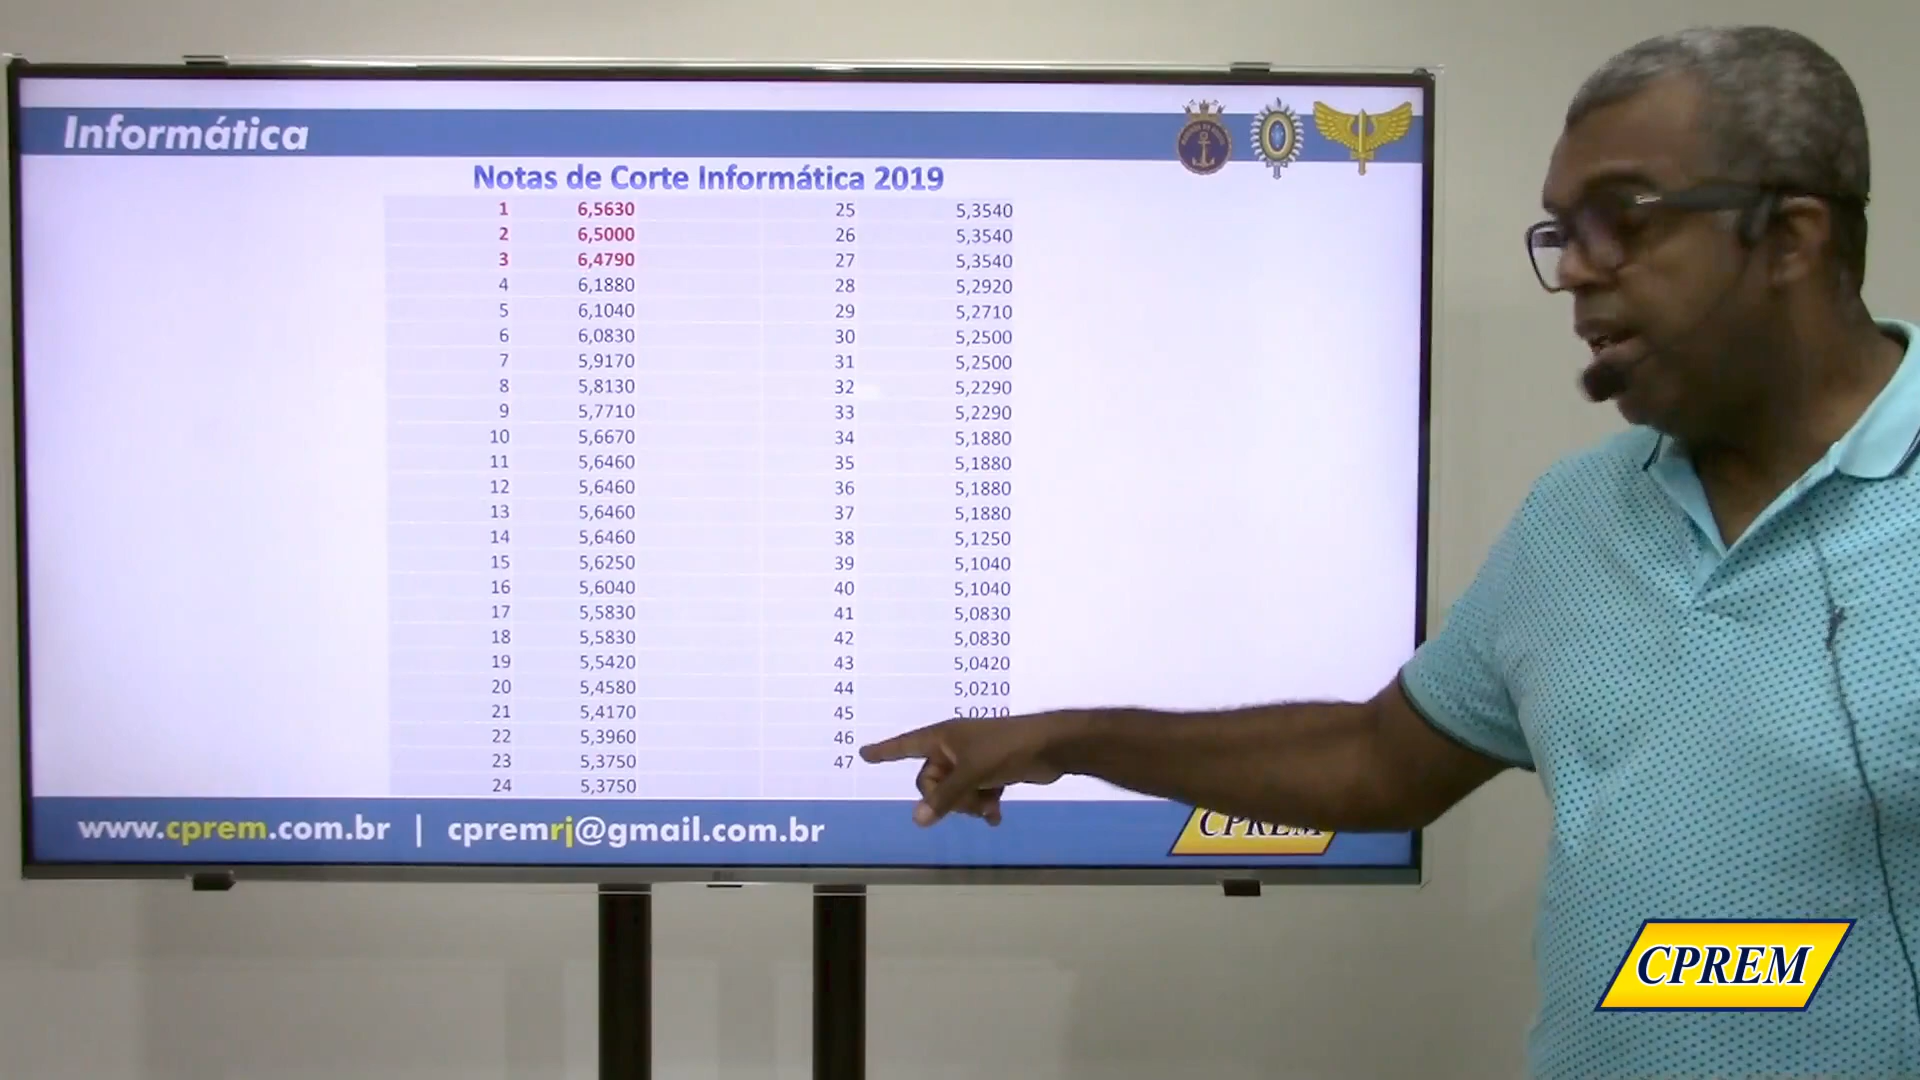 Informática
Notas de Corte Informática 2019
1 6,5630 25 5,3540
2 6,5000 26 5,3540
3 6,4790 27 5,3540
4 6,1880 28 5,2920
5 6,1040 29 5,2710
6 6,0830 30 5,2500
7 5,9170 31 5,2500
8 5,8130 32 5,2290
9 5,7710 33 5,2290
10 5,6670 34 5,1880
11 5,6460 35 5,1880
12 5,6460 36 5,1880
13 5,6460 37 5,1880
14 5,6460 38 5,1250
15 5,6250 39 5,1040
16 5,6040 40 5,1040
17 5,5830 41 5,0830
18 5,5830 42 5,0830
19 5,5420 43 5,0420
20 5,4580 44 5,0210
21 5,4170 45 5,0210
22 5,3960 46
23 5,3750 47
24 5,3750
www.cprem.com.br | cpremrj@gmail.com.br
CPREM
CPREM